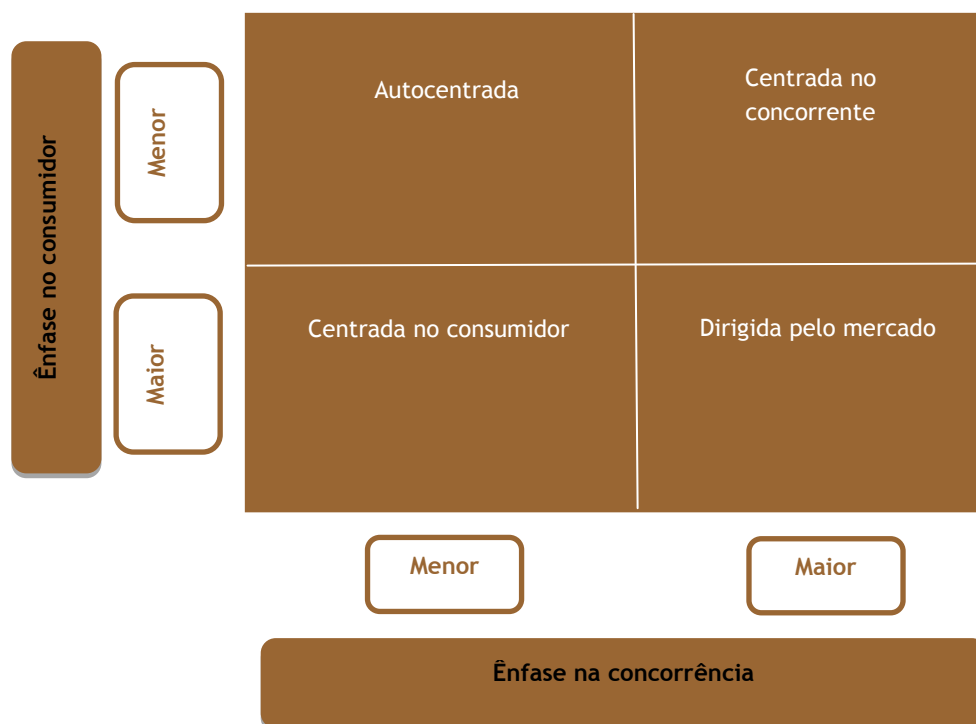 Ênfase no consumidor
Menor
Maior
Autocentrada
Centrada no
concorrente
Centrada no consumidor
Dirigida pelo mercado
Menor
Maior
Ênfase na concorrência